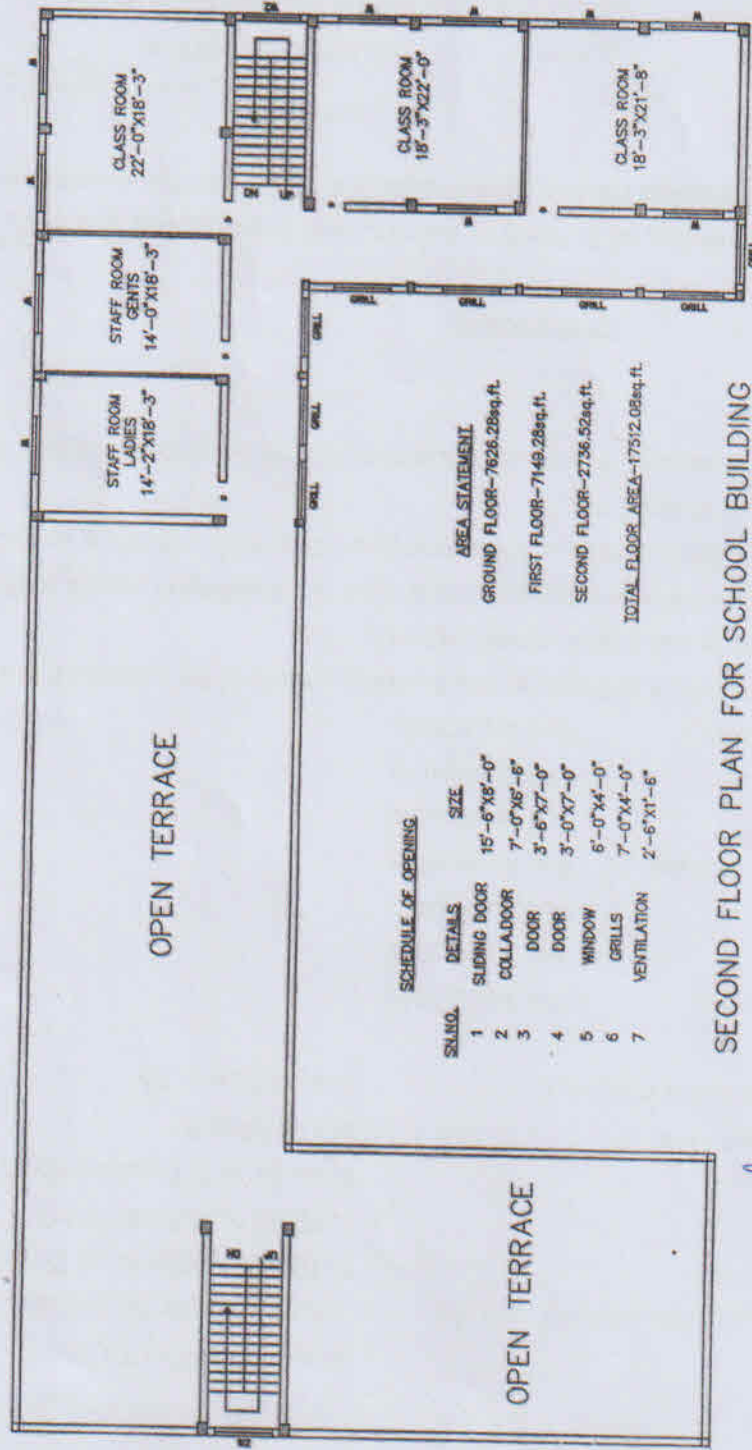 OPEN TERRACE
OPEN TERRACE
STAFF ROOM
LADIES
14'-2"X18'-3"
STAFF ROOM
GENTS
14'-0"X18'-3"
CLASS ROOM
22'-0"X18'-3"
CLASS ROOM
18'-3"X22'-0"
CLASS ROOM
18'-3"X21'-8"
DN
UP
W
W
W
W
W
W
W
W
W
W
GRILL
GRILL
GRILL
GRILL
GRILL
GRILL
GRILL
SCHEDULE OF OPENING
SN.NO. DETAILS SIZE
1 SLIDING DOOR 15'-6"X8'-0"
2 COLLA.DOOR 7'-0"X6'-6"
3 DOOR 3'-6"X7'-0"
4 DOOR 3'-0"X7'-0"
5 WINDOW 6'-0"X4'-0"
6 GRILLS 7'-0"X4'-0"
7 VENTILATION 2'-6"X1'-6"
AREA STATEMENT
GROUND FLOOR-7626.28sq.ft.
FIRST FLOOR-7149.28sq.ft.
SECOND FLOOR-2736.52sq.ft.
TOTAL FLOOR AREA-17512.08sq.ft.
SECOND FLOOR PLAN FOR SCHOOL BUILDING